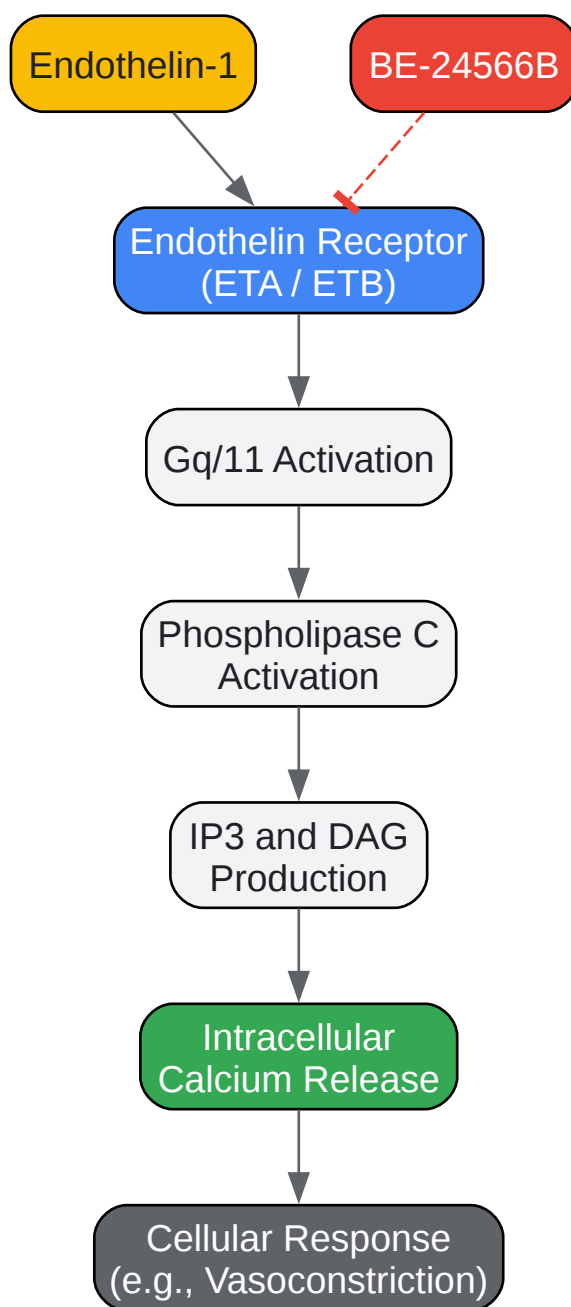 Endothelin-1
BE-24566B
Endothelin Receptor
(ETA / ETB)
Gq/11 Activation
Phospholipase C
Activation
IP3 and DAG
Production
Intracellular
Calcium Release
Cellular Response
(e.g., Vasoconstriction)